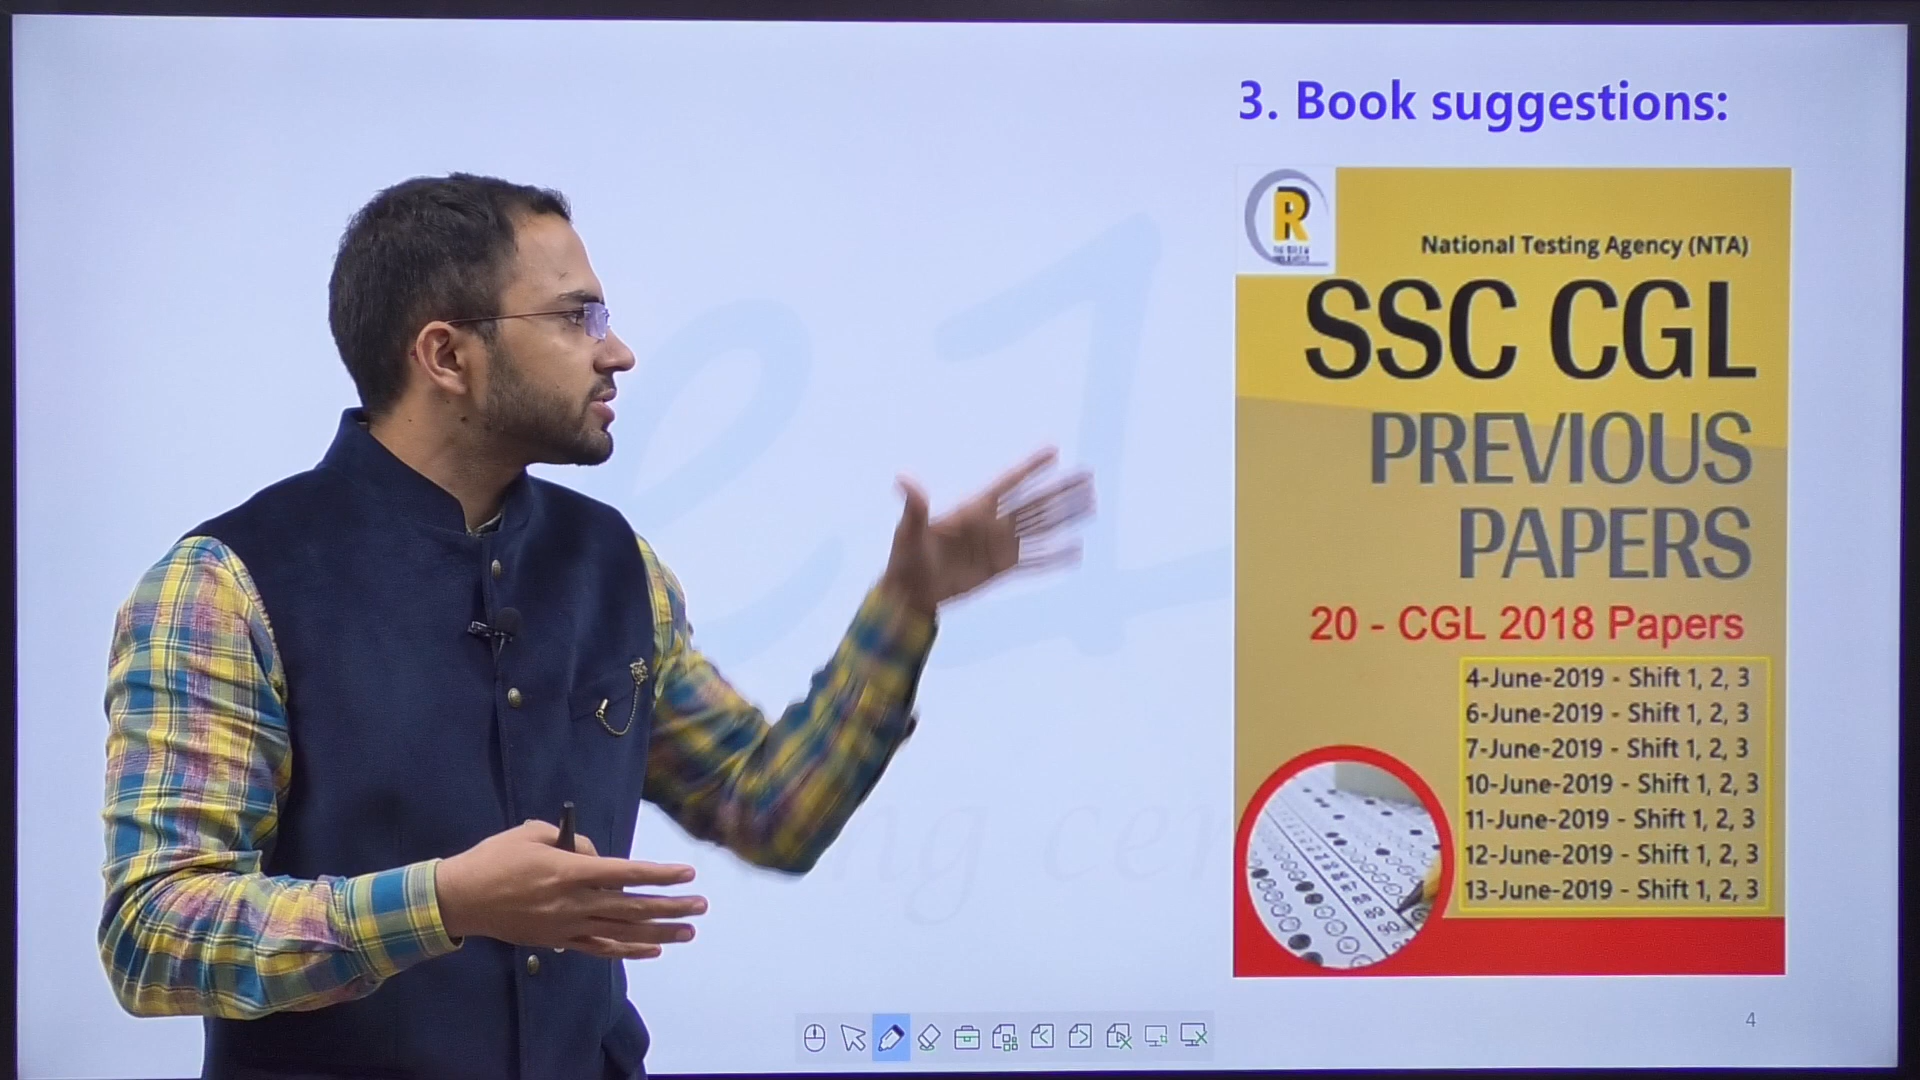 3. Book suggestions:
R
National Testing Agency (NTA)
SSC CGL
PREVIOUS
PAPERS
20 - CGL 2018 Papers
4-June-2019 - Shift 1, 2, 3
6-June-2019 - Shift 1, 2, 3
7-June-2019 - Shift 1, 2, 3
10-June-2019 - Shift 1, 2, 3
11-June-2019 - Shift 1, 2, 3
12-June-2019 - Shift 1, 2, 3
13-June-2019 - Shift 1, 2, 3
4